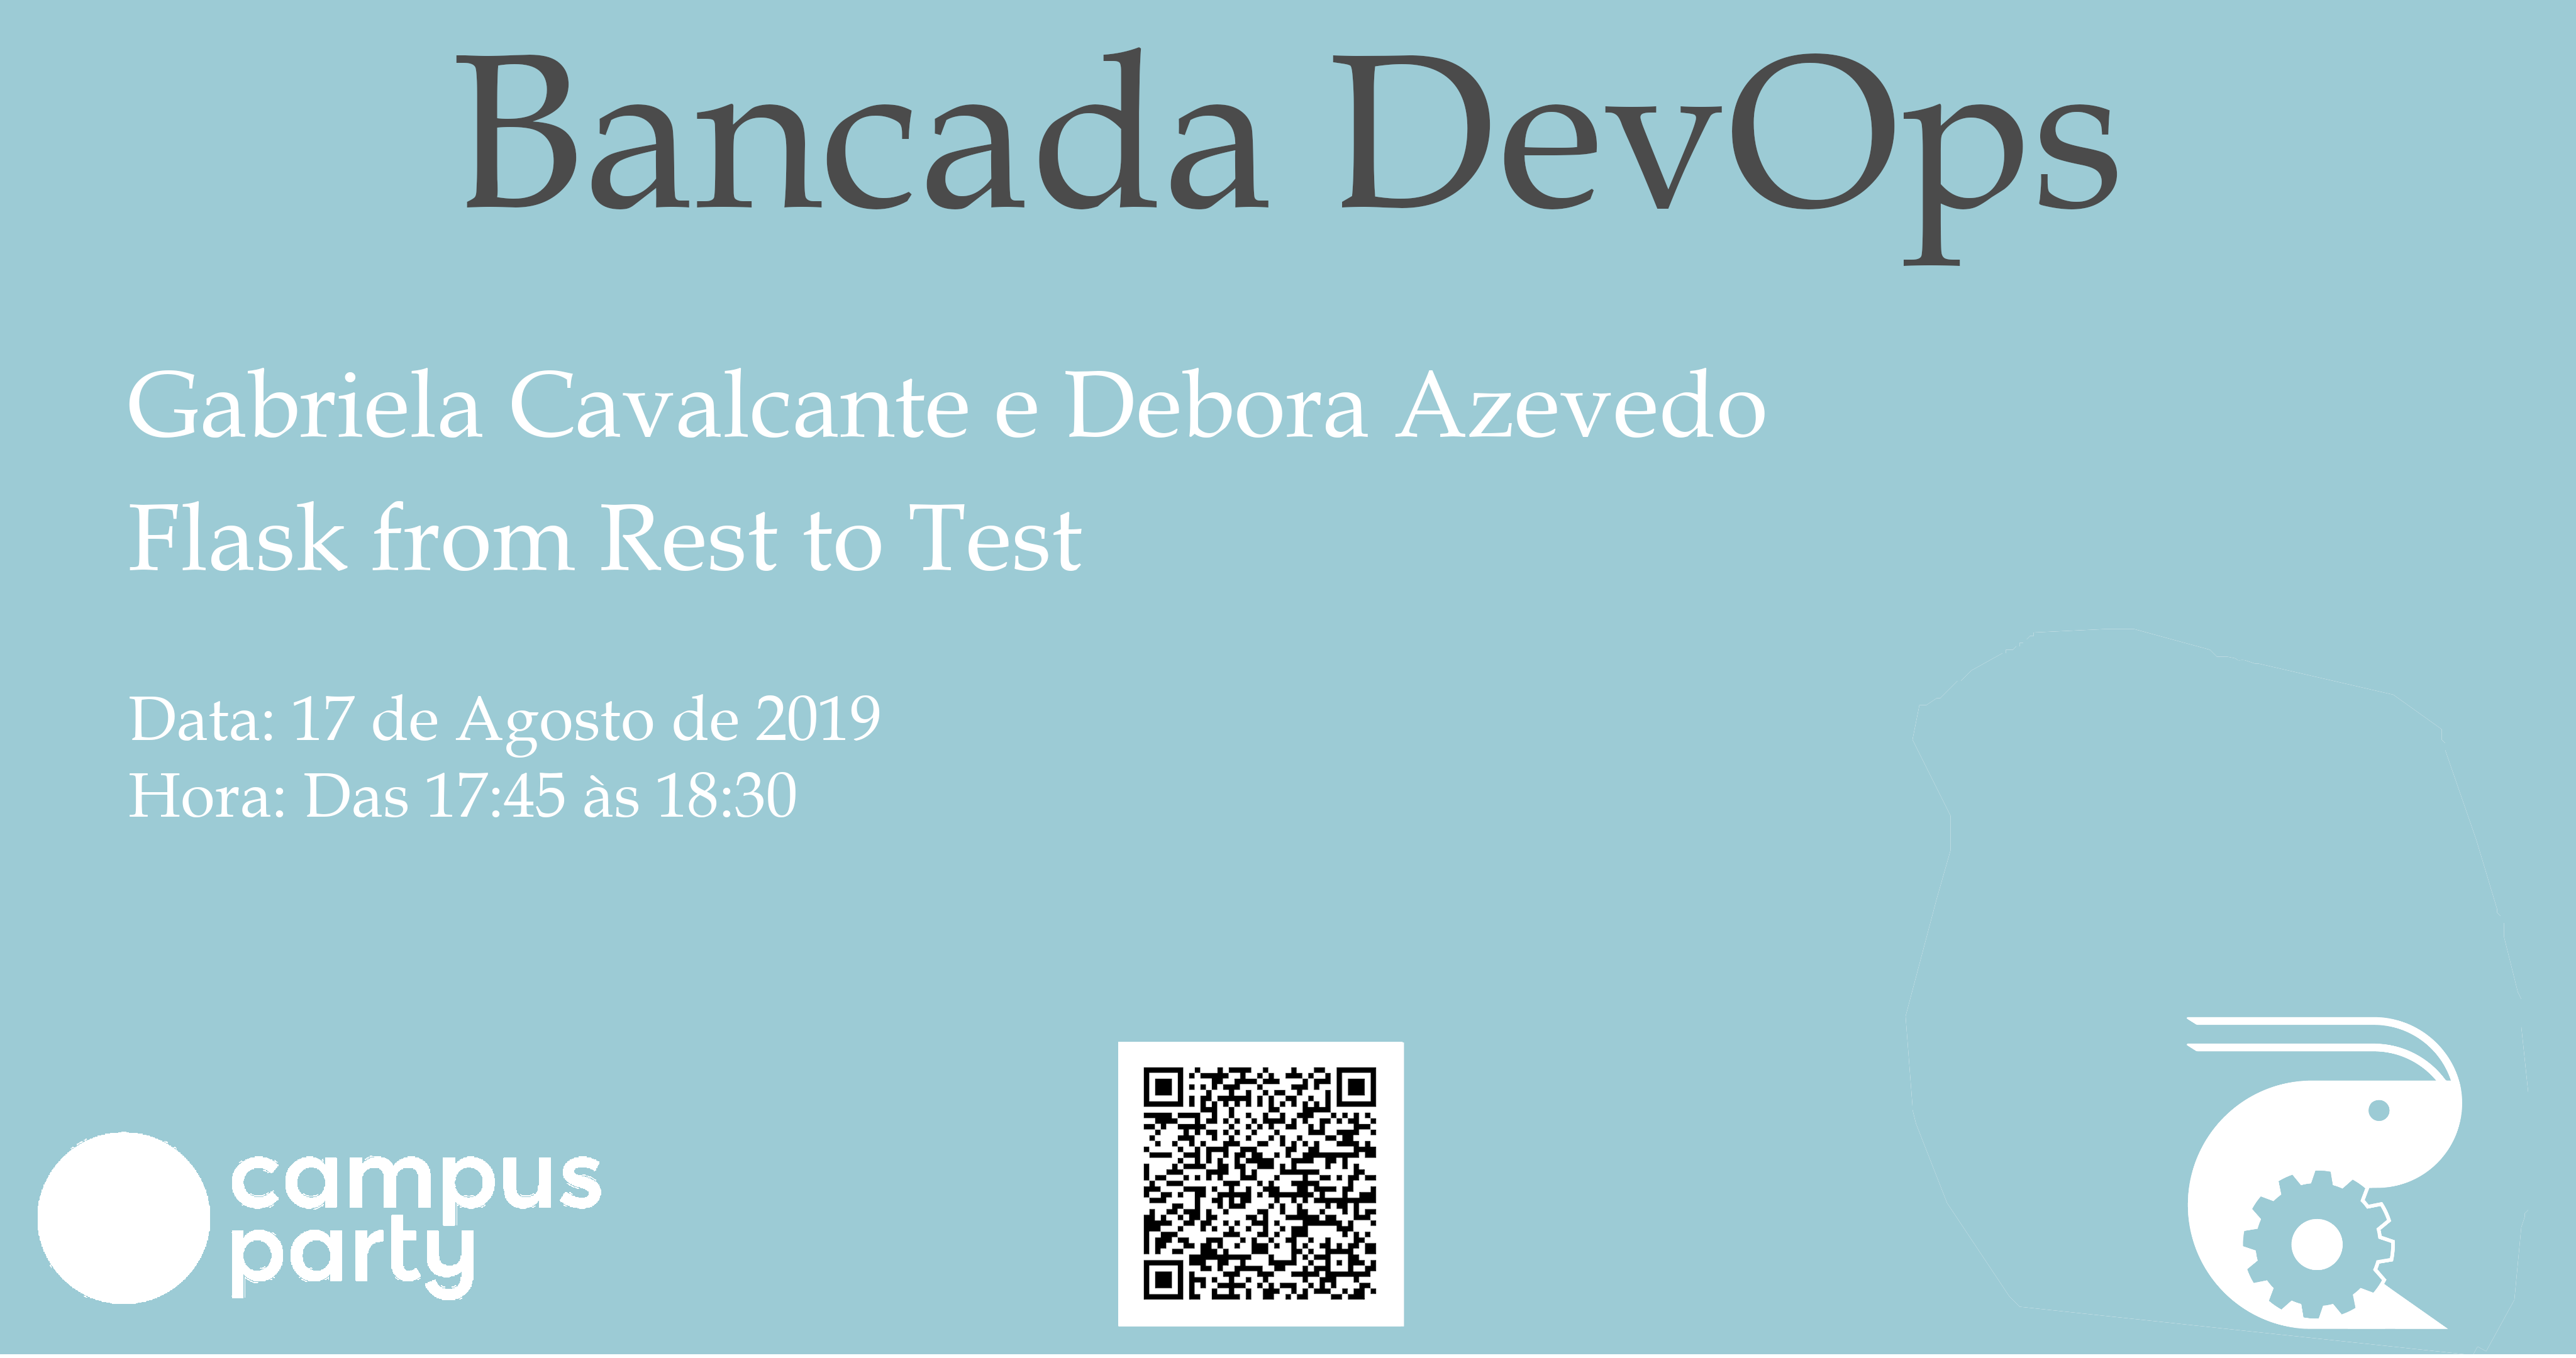 Bancada DevOps
Gabriela Cavalcante e Debora Azevedo
Flask from Rest to Test
Data: 17 de Agosto de 2019
Hora: Das 17:45 às 18:30
campus
party